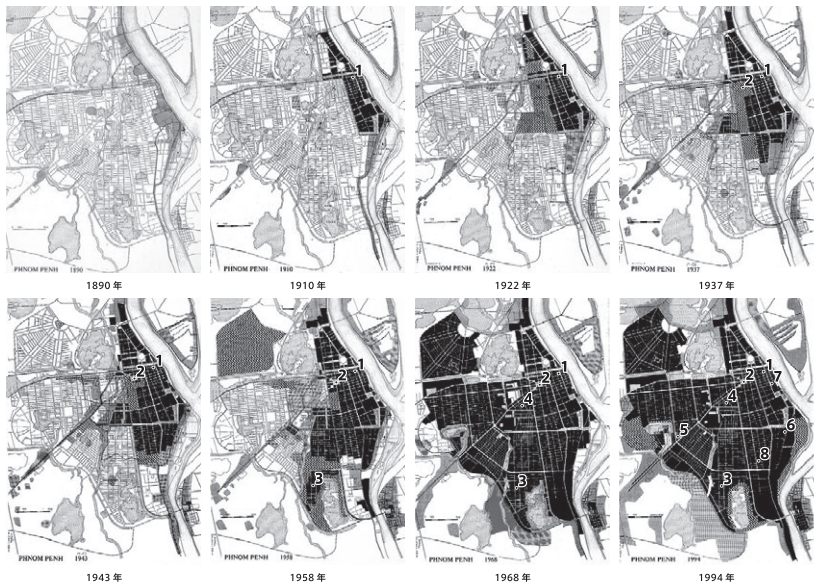 PHNOM PENH 1890
1890 年
1
PHNOM PENH 1910
1910 年
1
PHNOM PENH 1922
1922 年
1
2
PHNOM PENH 1937
1937 年
1
2
PHNOM PENH 1943
1943 年
1
2
3
PHNOM PENH 1958
1958 年
1
2
4
3
PHNOM PENH 1968
1968 年
1
2
7
4
5
6
8
3
PHNOM PENH 1994
1994 年